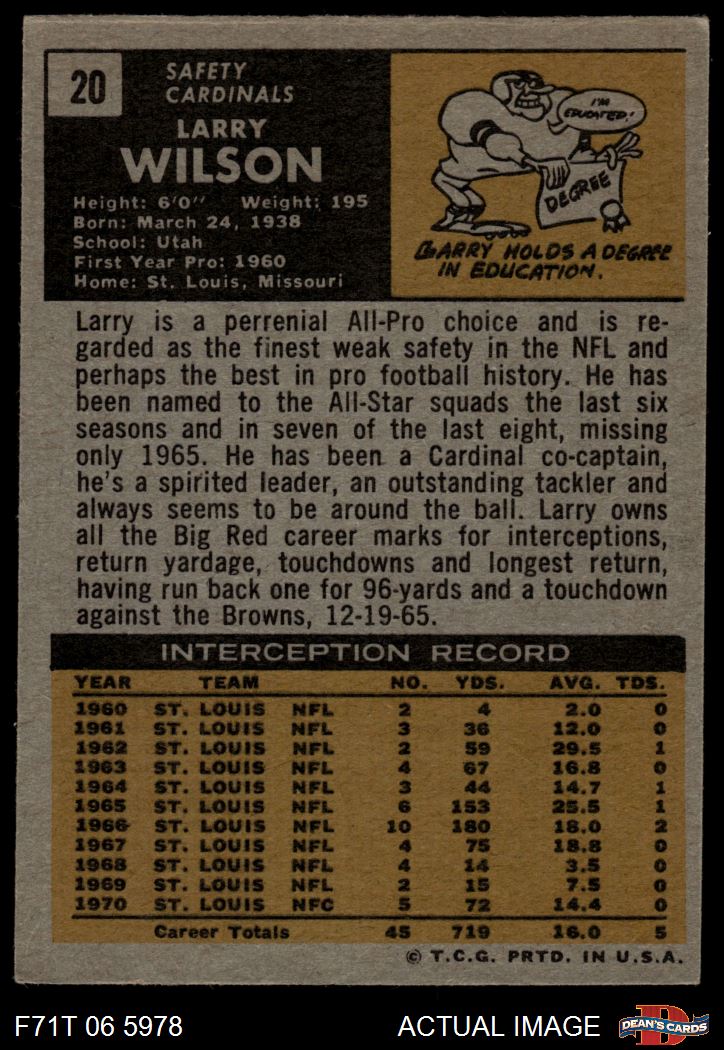 20
SAFETY
CARDINALS
LARRY
WILSON
Height: 6'0" Weight: 195
Born: March 24, 1938
School: Utah
First Year Pro: 1960
Home: St. Louis, Missouri
I'M
EDUCATED!
DEGREE
LARRY HOLDS A DEGREE
IN EDUCATION.
Larry is a perrenial All-Pro choice and is re-
garded as the finest weak safety in the NFL and
perhaps the best in pro football history. He has
been named to the All-Star squads the last six
seasons and in seven of the last eight, missing
only 1965. He has been a Cardinal co-captain,
he's a spirited leader, an outstanding tackler and
always seems to be around the ball. Larry owns
all the Big Red career marks for interceptions,
return yardage, touchdowns and longest return,
having run back one for 96-yards and a touchdown
against the Browns, 12-19-65.
INTERCEPTION RECORD
YEAR TEAM NO. YDS. AVG. TDS.
1960 ST. LOUIS NFL 2 4 2.0 0
1961 ST. LOUIS NFL 3 36 12.0 0
1962 ST. LOUIS NFL 2 59 29.5 1
1963 ST. LOUIS NFL 4 67 16.8 0
1964 ST. LOUIS NFL 3 44 14.7 1
1965 ST. LOUIS NFL 6 153 25.5 1
1966 ST. LOUIS NFL 10 180 18.0 2
1967 ST. LOUIS NFL 4 75 18.8 0
1968 ST. LOUIS NFL 4 14 3.5 0
1969 ST. LOUIS NFL 2 15 7.5 0
1970 ST. LOUIS NFC 5 72 14.4 0
Career Totals 45 719 16.0 5
© T.C.G. PRTD. IN U.S.A.
F71T 06 5978 ACTUAL IMAGE
D
DEAN'S CARDS